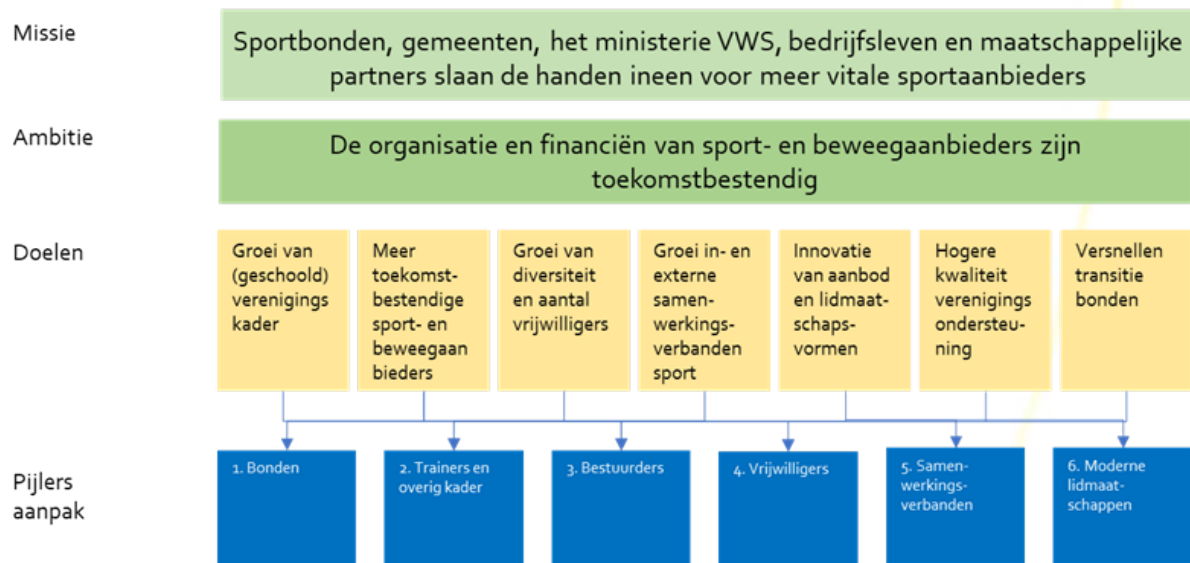 Missie
Sportbonden, gemeenten, het ministerie VWS, bedrijfsleven en maatschappelijke
partners slaan de handen ineen voor meer vitale sportaanbieders
Ambitie
De organisatie en financiën van sport- en beweegaanbieders zijn
toekomstbestendig
Doelen
Groei van
(geschoold)
verenigings
kader
Meer
toekomst-
bestendige
sport- en
beweegaan
bieders
Groei van
diversiteit
en aantal
vrijwilligers
Groei in- en
externe
samen-
werkings-
verbanden
sport
Innovatie
van aanbod
en lidmaat-
schaps-
vormen
Hogere
kwaliteit
verenigings
ondersteu-
ning
Versnellen
transitie
bonden
Pijlers
aanpak
1. Bonden
2. Trainers en
overig kader
3. Bestuurders
4. Vrijwilligers
5. Samen-
werkings-
verbanden
6. Moderne
lidmaat-
schappen